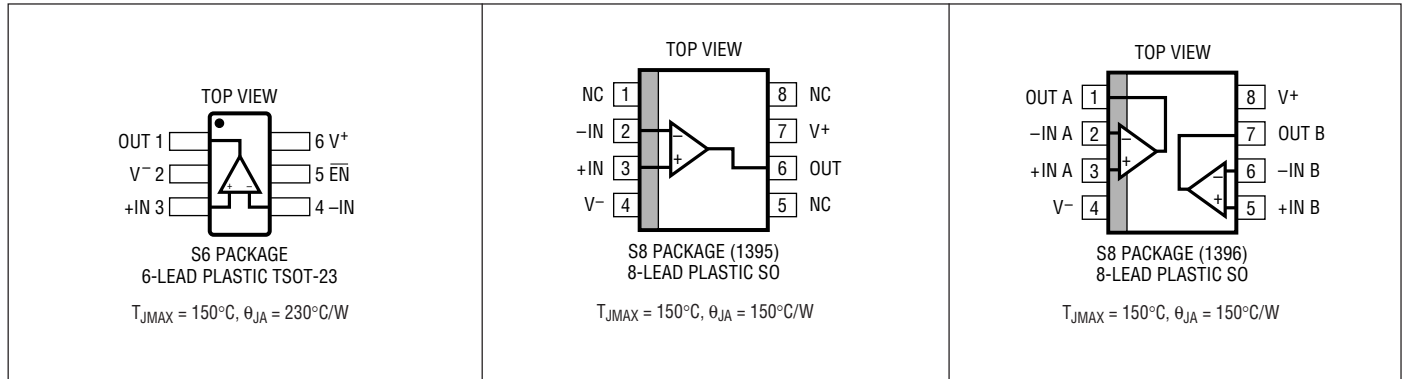 TOP VIEW
OUT 1
V– 2
+IN 3
6 V+
5 E̅N̅
4 –IN
S6 PACKAGE
6-LEAD PLASTIC TSOT-23
TJMAX = 150°C, θJA = 230°C/W
TOP VIEW
NC 1
–IN 2
+IN 3
V– 4
8 NC
7 V+
6 OUT
5 NC
–
+
S8 PACKAGE (1395)
8-LEAD PLASTIC SO
TJMAX = 150°C, θJA = 150°C/W
TOP VIEW
OUT A 1
–IN A 2
+IN A 3
V– 4
8 V+
7 OUT B
6 –IN B
5 +IN B
–
+
–
+
S8 PACKAGE (1396)
8-LEAD PLASTIC SO
TJMAX = 150°C, θJA = 150°C/W